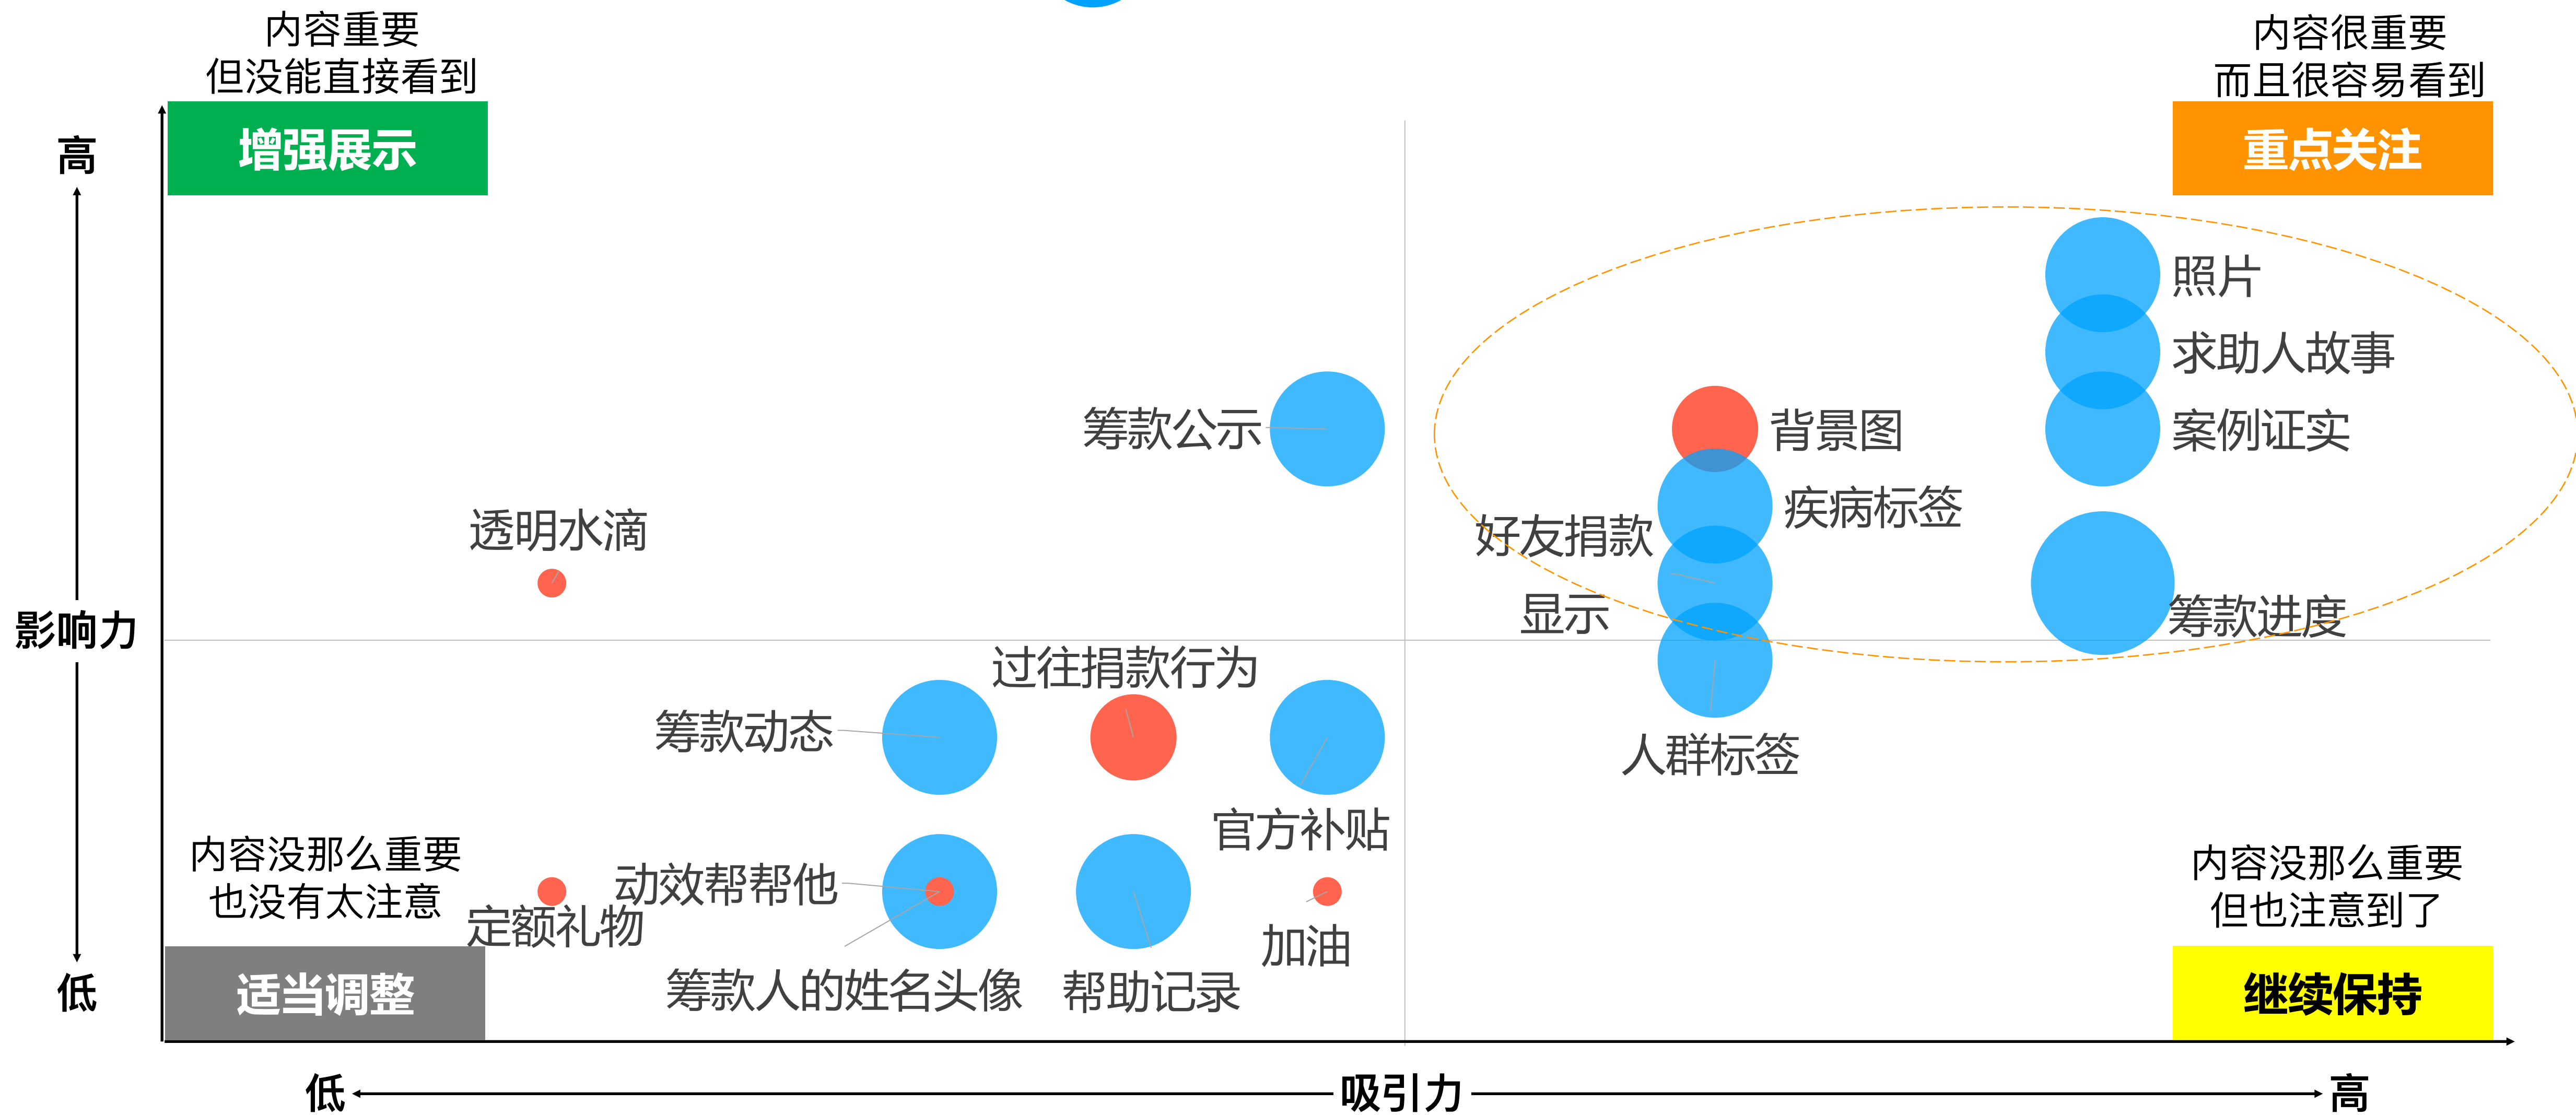 内容重要
但没能直接看到
增强展示
内容很重要
而且很容易看到
重点关注
高
影响力
低
照片
求助人故事
案例证实
筹款进度
背景图
疾病标签
好友捐款
显示
人群标签
筹款公示
透明水滴
过往捐款行为
筹款动态
官方补贴
动效帮帮他
定额礼物
筹款人的姓名头像
帮助记录
加油
内容没那么重要
也没有太注意
适当调整
内容没那么重要
但也注意到了
继续保持
低
吸引力
高